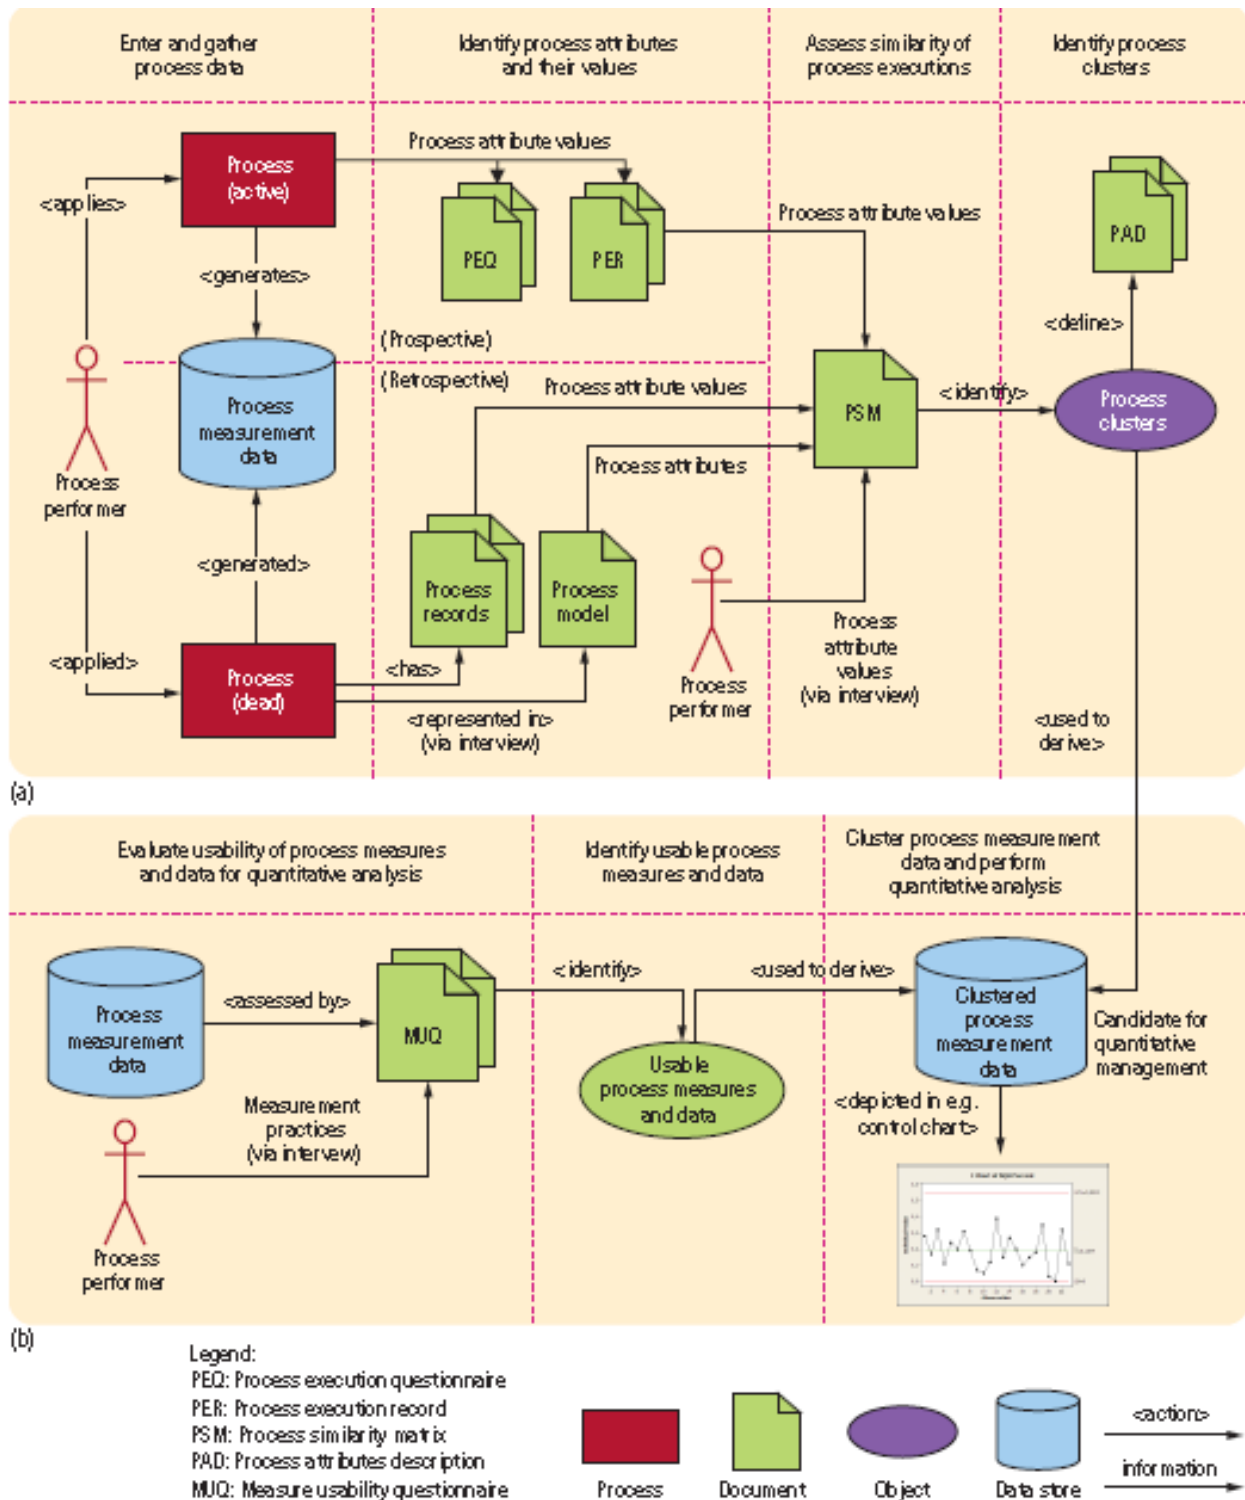 Enter and gather
process data
Identify process attributes
and their values
Assess similarity of
process executions
Identify process
clusters
Process
(active)
Process attribute values
<applies>
PEQ
PER
Process attribute values
PAD
<generates>
(Prospective)
<define>
(Retrospective)
Process
measurement
data
Process attribute values
PSM
<identify>
Process
clusters
Process attributes
Process
performer
<generated>
Process
records
Process
model
Process
attribute
values
(via interview)
<applied>
Process
(dead)
<has>
Process
performer
<represented in>
(via interview)
<used to
derive>
(a)
Evaluate usability of process measures
and data for quantitative analysis
Identify usable process
measures and data
Cluster process measurement
data and perform
quantitative analysis
Process
measurement
data
<assessed by>
MUQ
<identify>
<used to derive>
Clustered
process
measurement
data
Candidate for
quantitative
management
Usable
process measures
and data
Measurement
practices
(via intervew)
<depicted in e.g.
control chart>
Process
performer
(b)
Legend:
PEQ: Process execution questionnaire
PER: Process execution record
PSM: Process similarity matrix
PAD: Process attributes description
MUQ: Measure usability questionnaire
Process
Document
Object
Data store
<action>
information